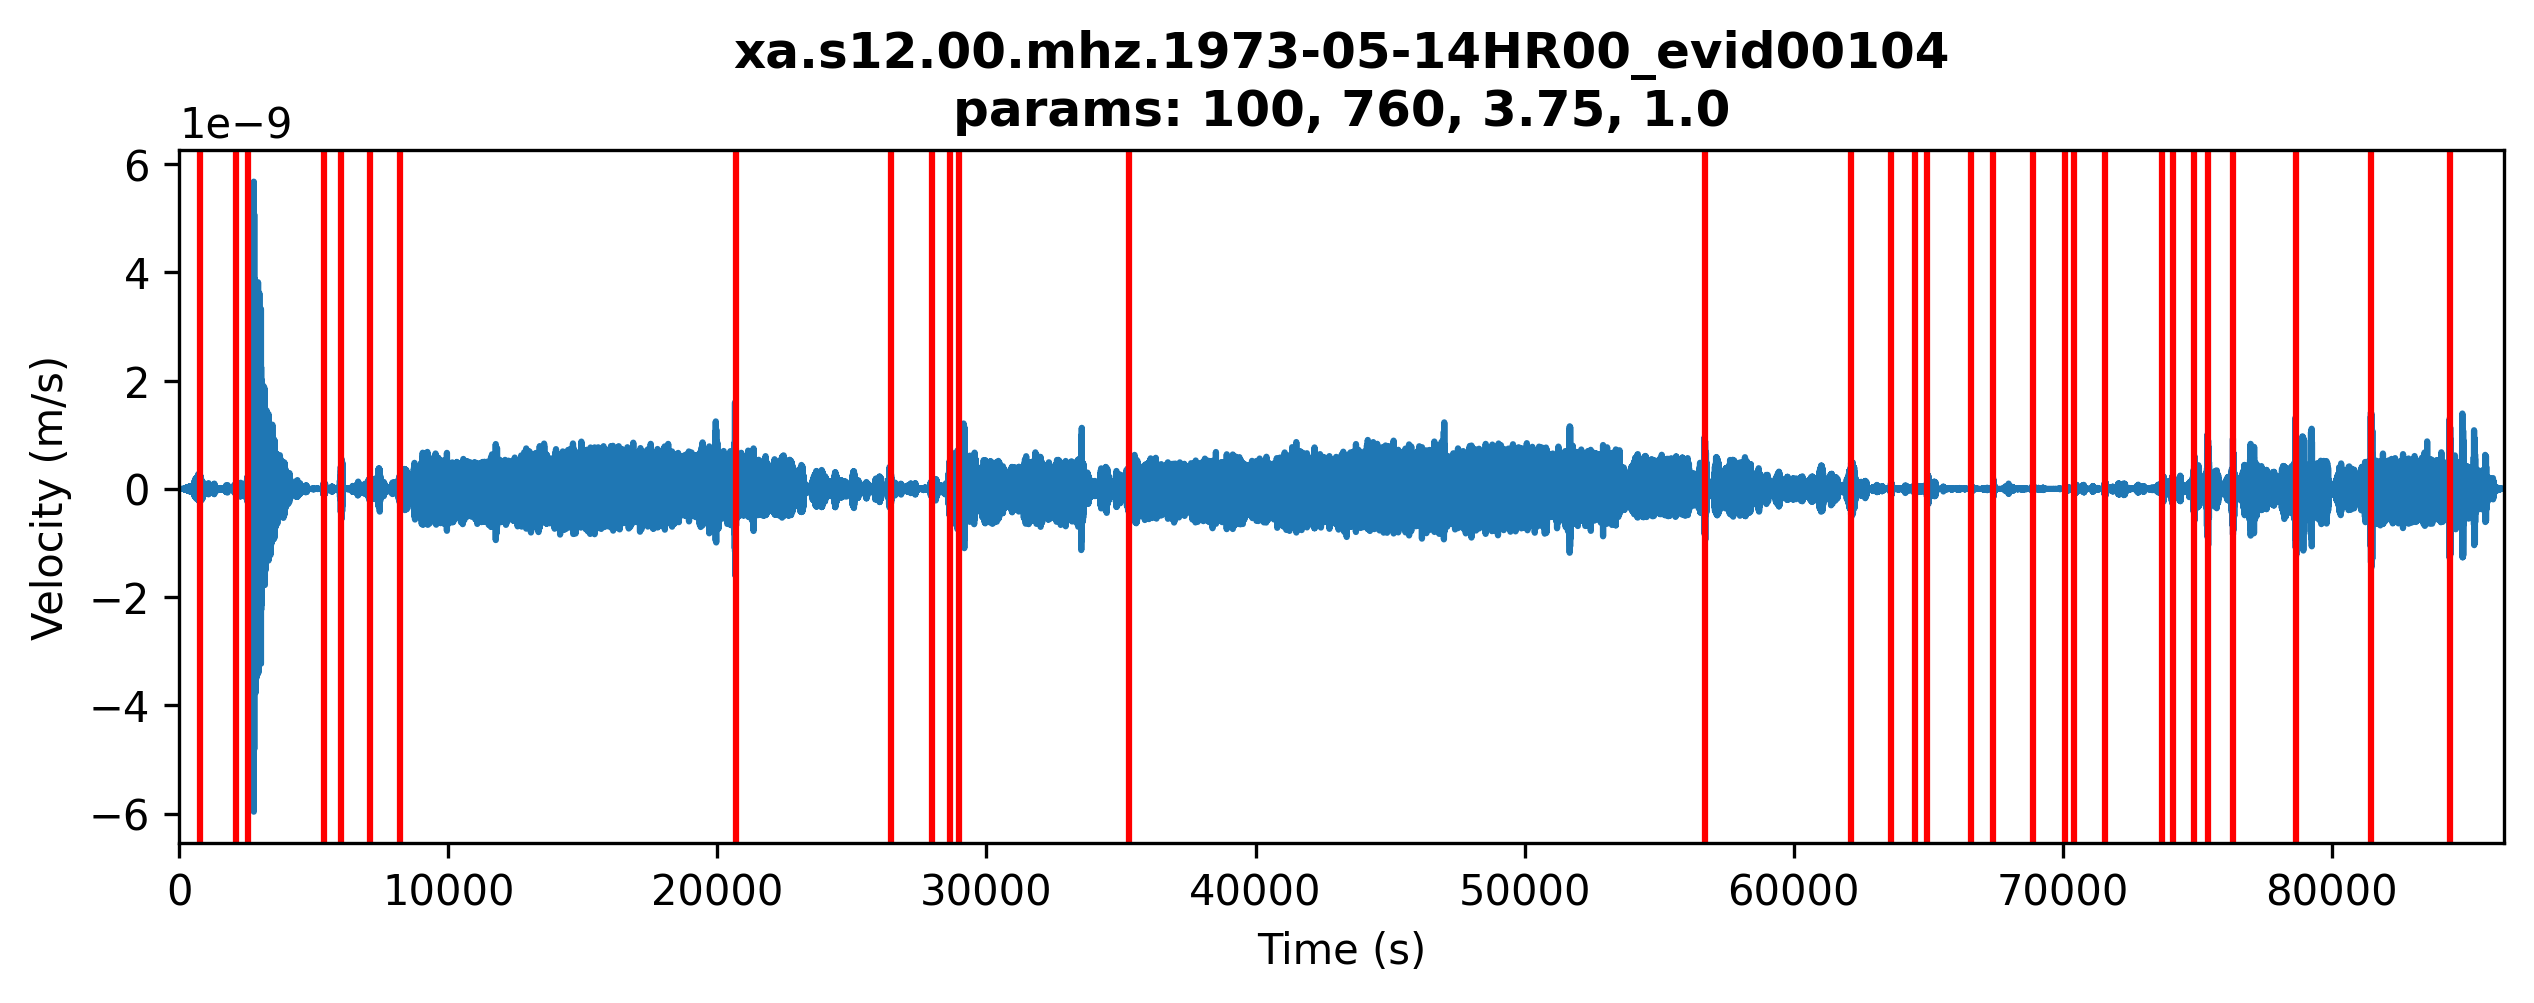 xa.s12.00.mhz.1973-05-14HR00_evid00104
params: 100, 760, 3.75, 1.0
1e−9
6
4
2
0
−2
−4
−6
Velocity (m/s)
0 10000 20000 30000 40000 50000 60000 70000 80000
Time (s)